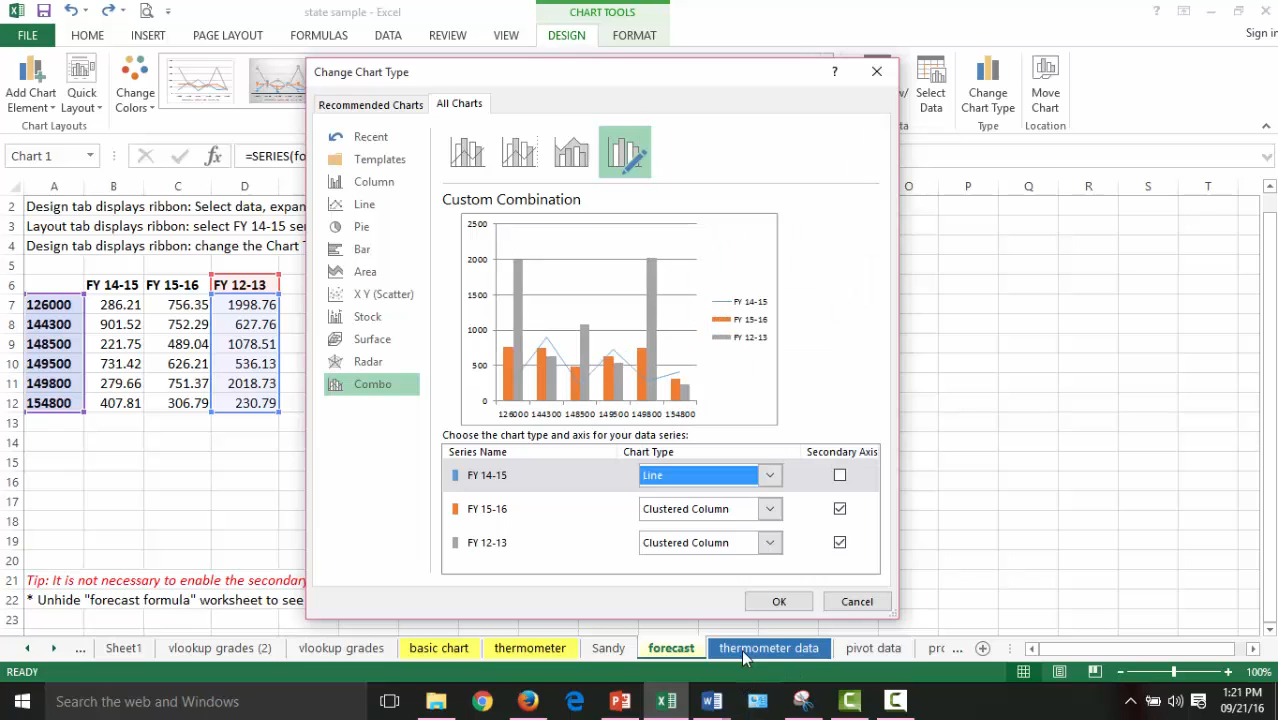 state sample - Excel
CHART TOOLS
FILE
HOME
INSERT
PAGE LAYOUT
FORMULAS
DATA
REVIEW
VIEW
DESIGN
FORMAT
Sign in
Add Chart
Element
Quick
Layout
Change
Colors
Chart Layouts
Select
Data
Change
Chart Type
Type
Move
Chart
Location
Chart 1
fx
=SERIES(fo
Change Chart Type
Recommended Charts
All Charts
Recent
Templates
Column
Line
Pie
Bar
Area
X Y (Scatter)
Stock
Surface
Radar
Combo
Custom Combination
2500
2000
1500
1000
500
0
126000 144300 148500 149500 149800 154800
FY 14-15
FY 15-16
FY 12-13
Choose the chart type and axis for your data series:
Series Name Chart Type Secondary Axis
FY 14-15 Line
FY 15-16 Clustered Column
FY 12-13 Clustered Column
OK Cancel
A B C D O P Q R S T
2 Design tab displays ribbon: Select data, expan
3 Layout tab displays ribbon: select FY 14-15 se
4 Design tab displays ribbon: change the Chart T
5
6 FY 14-15 FY 15-16 FY 12-13
7 126000 286.21 756.35 1998.76
8 144300 901.52 752.29 627.76
9 148500 221.75 489.04 1078.51
10 149500 731.42 626.21 536.13
11 149800 279.66 751.37 2018.73
12 154800 407.81 306.79 230.79
13
14
15
16
17
18
19
20
21 Tip: It is not necessary to enable the secondary
22 * Unhide "forecast formula" worksheet to see
23
... Sheet1 vlookup grades (2) vlookup grades basic chart thermometer Sandy forecast thermometer data pivot data pro ...
READY
100%
Search the web and Windows
1:21 PM
09/21/16